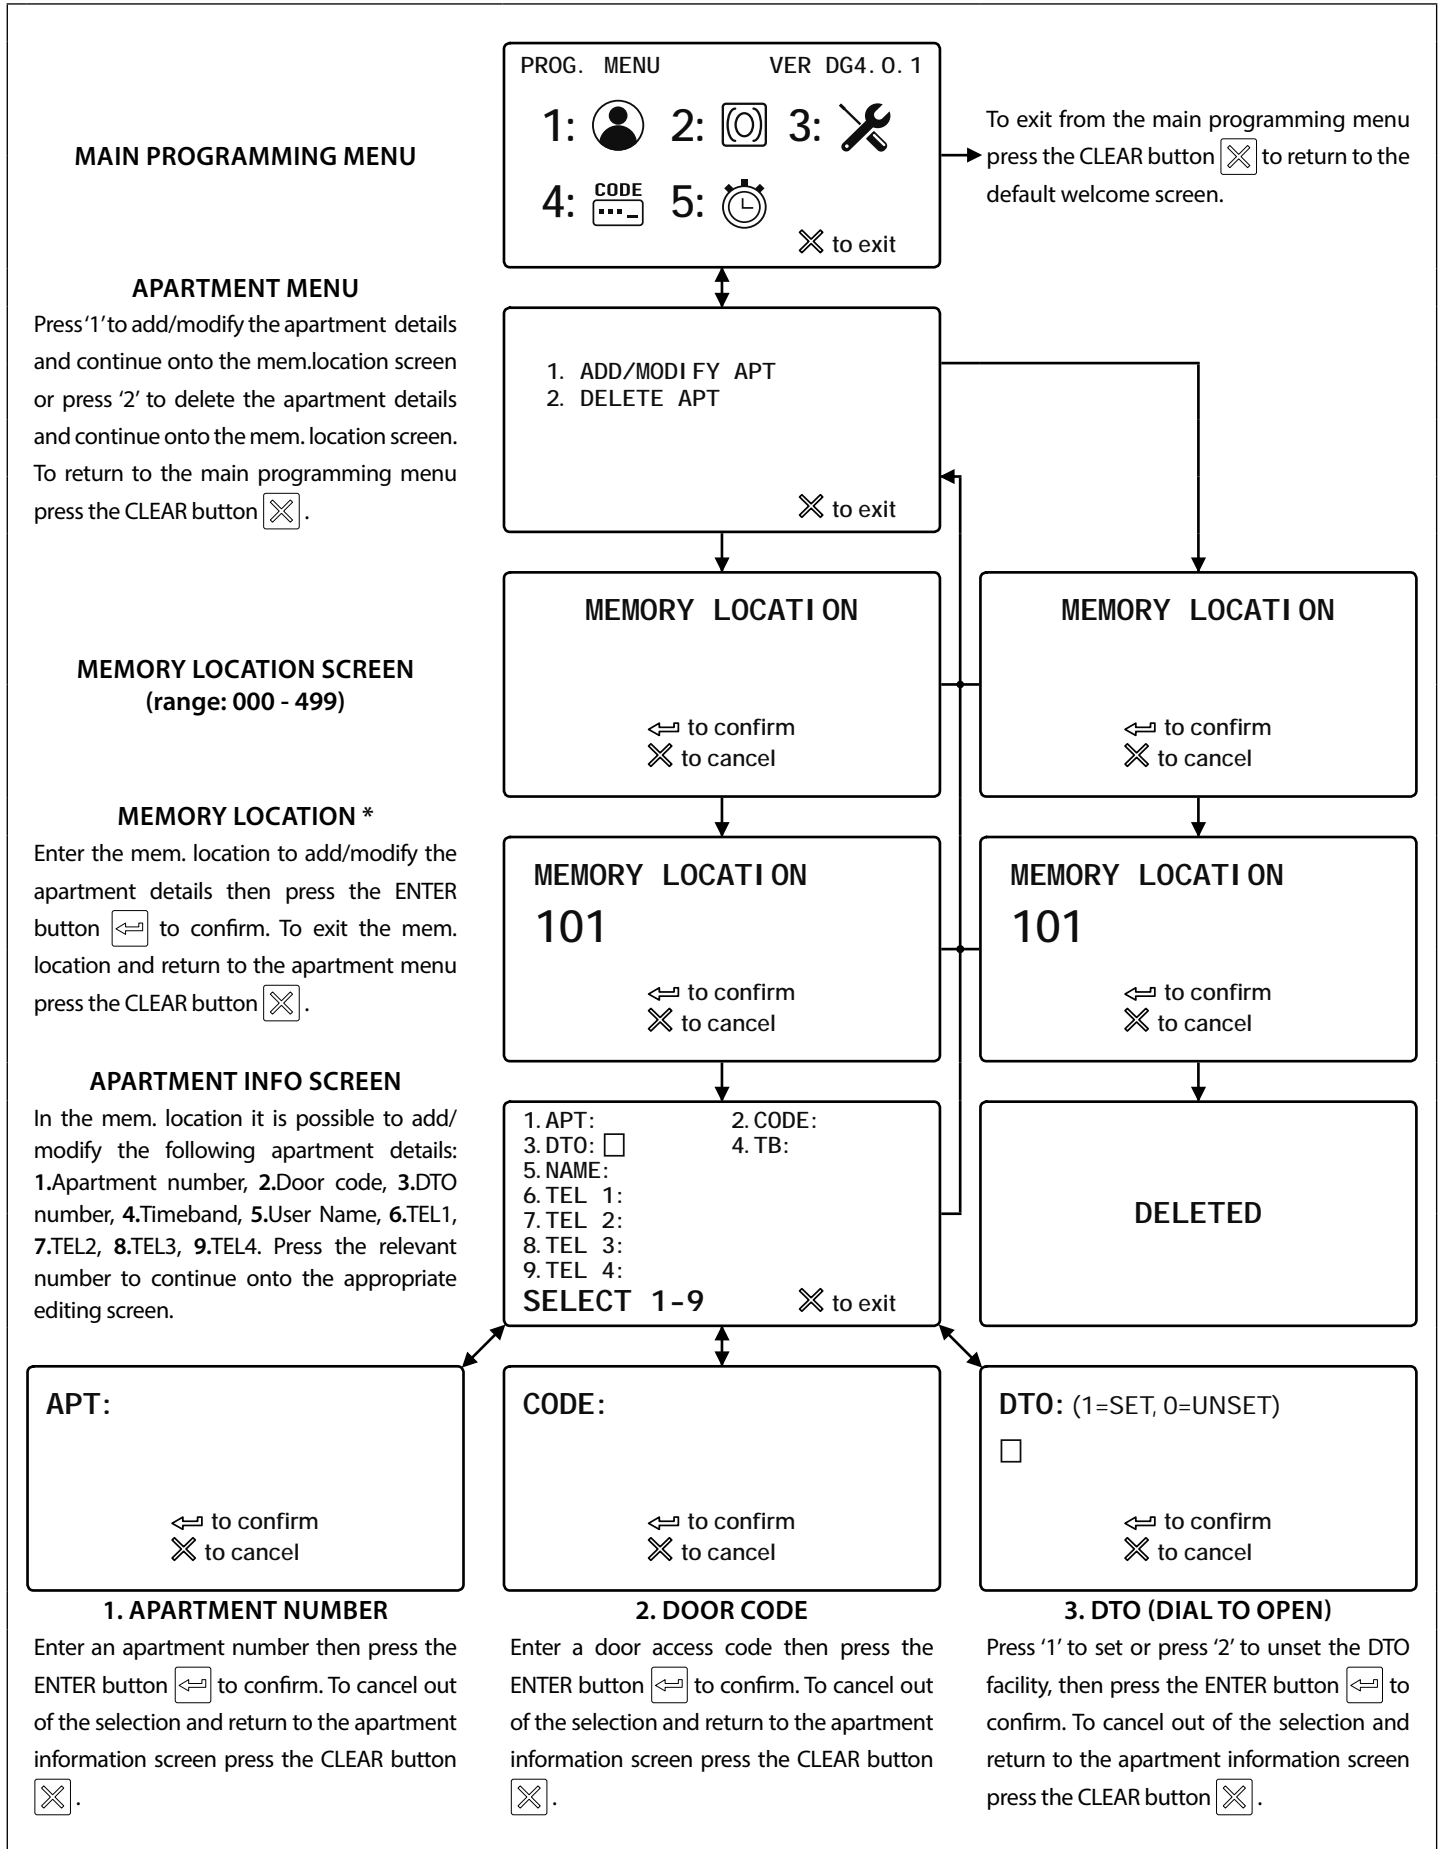 PROG. MENU VER DG4.0.1
1: 2: 3:
4: CODE 5:
to exit
MAIN PROGRAMMING MENU
To exit from the main programming menu
press the CLEAR button to return to the
default welcome screen.
APARTMENT MENU
Press ‘1’ to add/modify the apartment details
and continue onto the mem.location screen
or press ‘2’ to delete the apartment details
and continue onto the mem. location screen.
To return to the main programming menu
press the CLEAR button .
1. ADD/MODIFY APT
2. DELETE APT
to exit
MEMORY LOCATION SCREEN
(range: 000 - 499)
MEMORY LOCATION
to confirm
to cancel
MEMORY LOCATION
to confirm
to cancel
MEMORY LOCATION *
Enter the mem. location to add/modify the
apartment details then press the ENTER
button to confirm. To exit the mem.
location and return to the apartment menu
press the CLEAR button .
MEMORY LOCATION
101
to confirm
to cancel
MEMORY LOCATION
101
to confirm
to cancel
APARTMENT INFO SCREEN
In the mem. location it is possible to add/
modify the following apartment details:
1.Apartment number, 2.Door code, 3.DTO
number, 4.Timeband, 5.User Name, 6.TEL1,
7.TEL2, 8.TEL3, 9.TEL4. Press the relevant
number to continue onto the appropriate
editing screen.
1. APT: 2. CODE:
3. DTO: 4. TB:
5. NAME:
6. TEL 1:
7. TEL 2:
8. TEL 3:
9. TEL 4:
SELECT 1-9 to exit
DELETED
APT:
to confirm
to cancel
CODE:
to confirm
to cancel
DTO: (1=SET, 0=UNSET)
to confirm
to cancel
1. APARTMENT NUMBER
Enter an apartment number then press the
ENTER button to confirm. To cancel out
of the selection and return to the apartment
information screen press the CLEAR button
.
2. DOOR CODE
Enter a door access code then press the
ENTER button to confirm. To cancel out
of the selection and return to the apartment
information screen press the CLEAR button
.
3. DTO (DIAL TO OPEN)
Press ‘1’ to set or press ‘2’ to unset the DTO
facility, then press the ENTER button to
confirm. To cancel out of the selection and
return to the apartment information screen
press the CLEAR button .